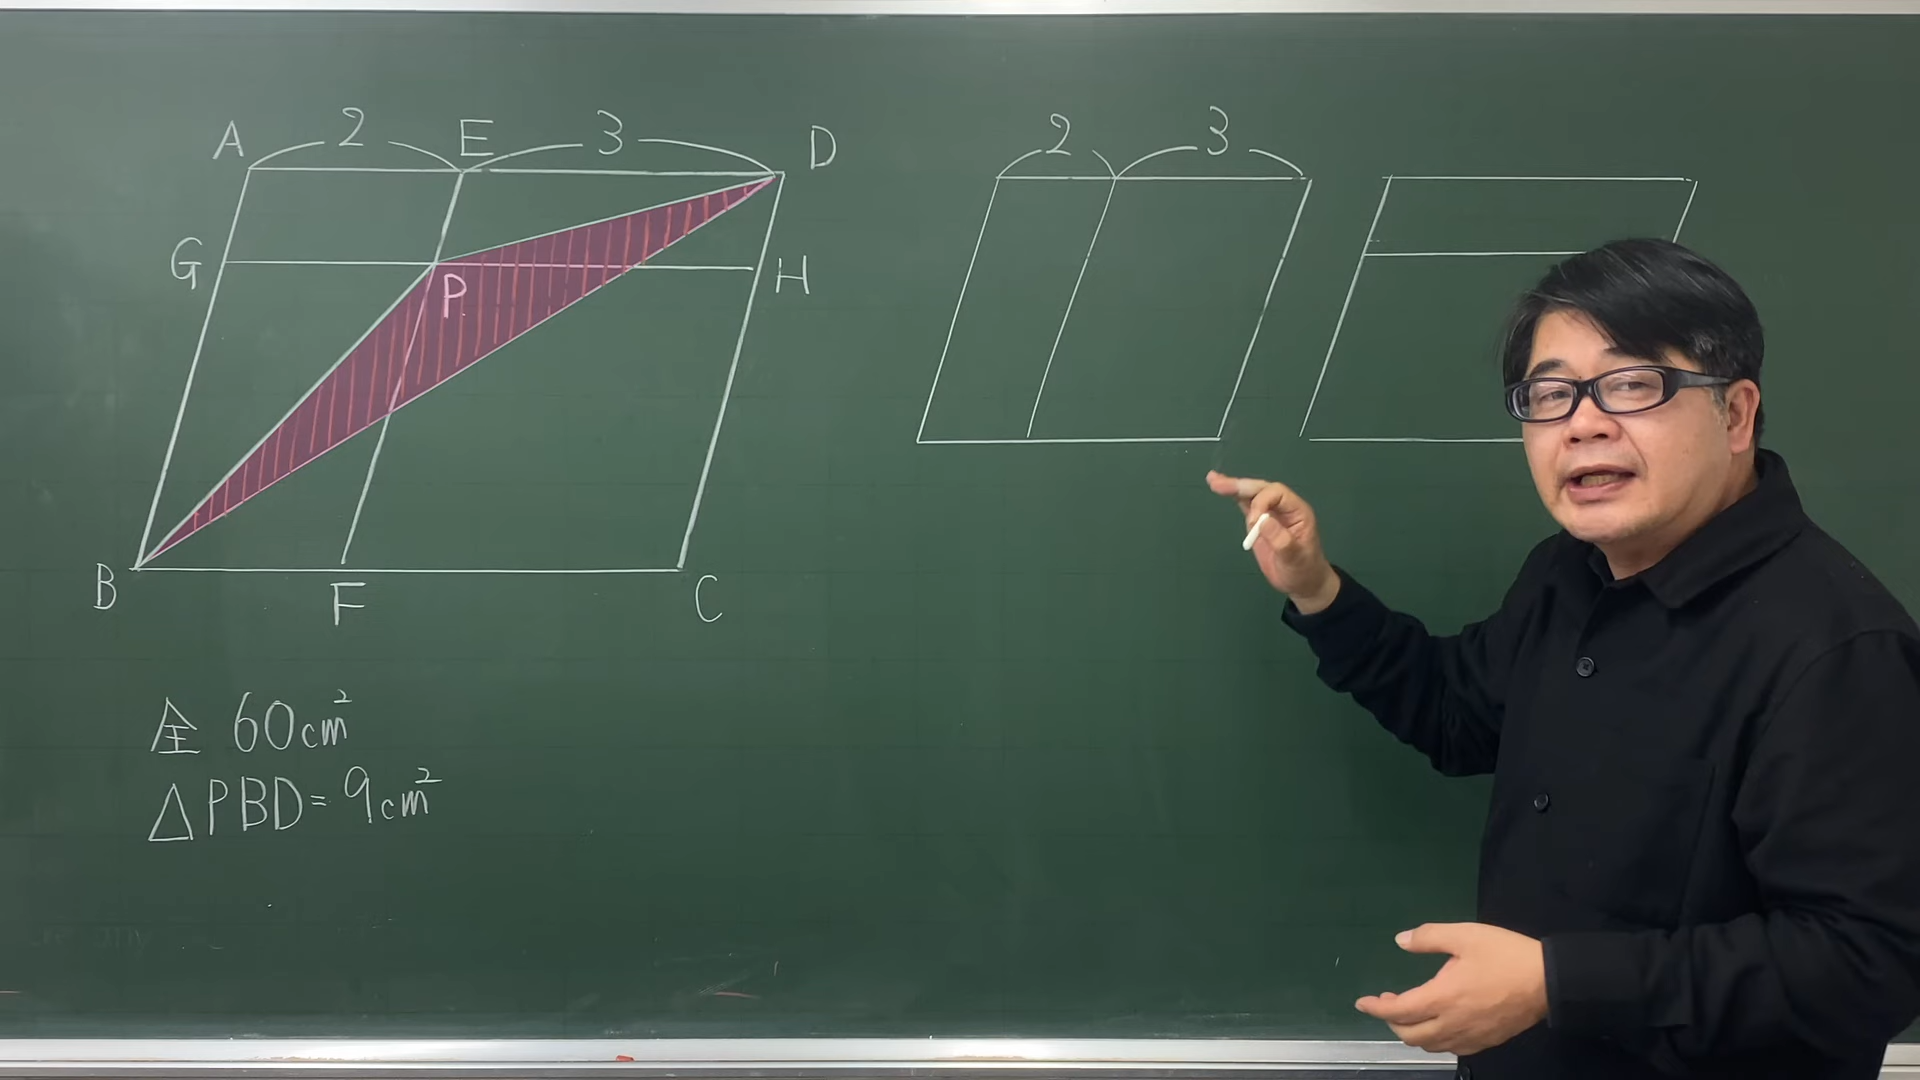 A 2 E 3 D
G P H
B F C
2 3
全 60cm²
△PBD=9cm²